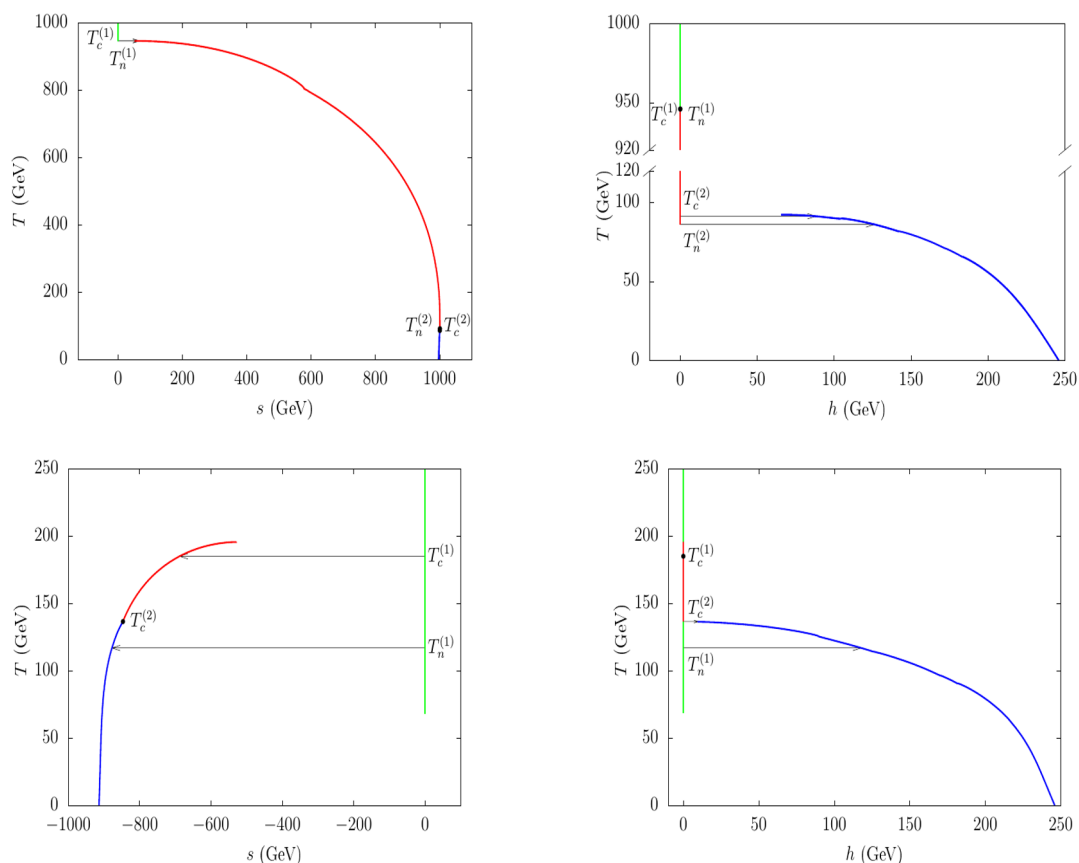 1000
800
600
400
200
0
T (GeV)
T_c^{(1)}
T_n^{(1)}
T_n^{(2)} T_c^{(2)}
0 200 400 600 800 1000
s (GeV)
1000
950
920
120
100
50
0
T (GeV)
T_c^{(1)} T_n^{(1)}
T_c^{(2)}
T_n^{(2)}
0 50 100 150 200 250
h (GeV)
250
200
150
100
50
0
T (GeV)
T_c^{(1)}
T_c^{(2)}
T_n^{(1)}
−1000 −800 −600 −400 −200 0
s (GeV)
250
200
150
100
50
0
T (GeV)
T_c^{(1)}
T_c^{(2)}
T_n^{(1)}
0 50 100 150 200 250
h (GeV)